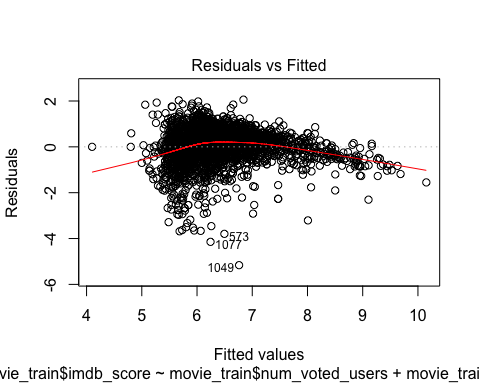 Residuals vs Fitted
Residuals
2
0
-2
-4
-6
573
1077
1049
4 5 6 7 8 9 10
Fitted values
vie_train$imdb_score ~ movie_train$num_voted_users + movie_trai